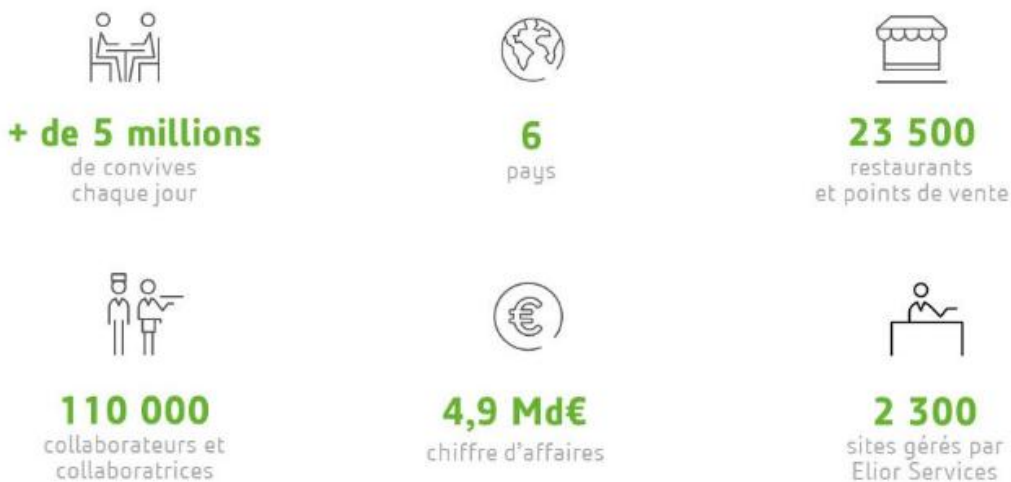 + de 5 millions
de convives
chaque jour
6
pays
23 500
restaurants
et points de vente
110 000
collaborateurs et
collaboratrices
4,9 Md€
chiffre d'affaires
2 300
sites gérés par
Elior Services